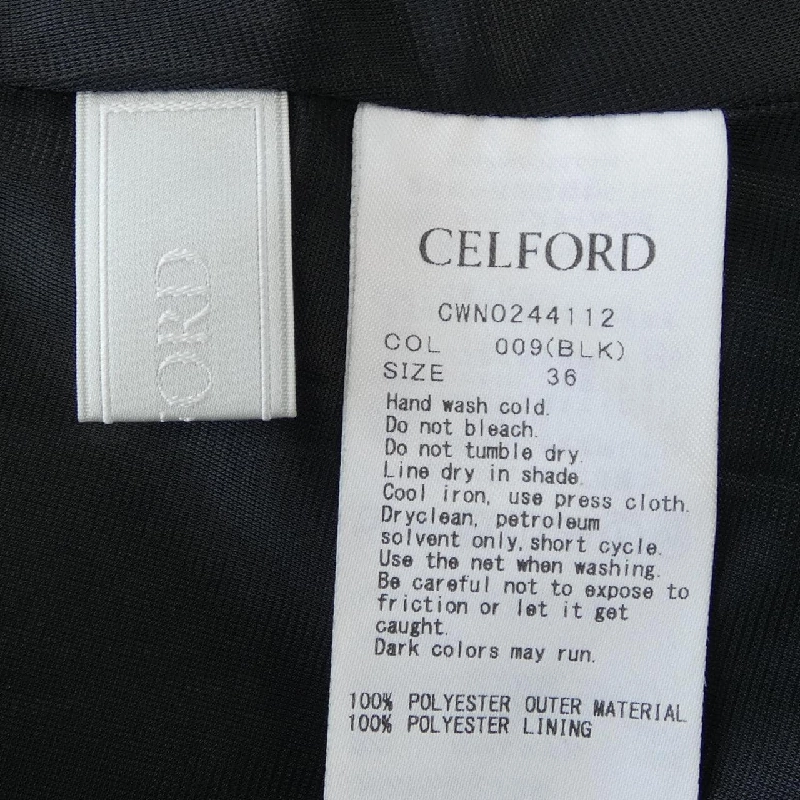 ORD
CELFORD
CWNO244112
COL 009(BLK)
SIZE 36
Hand wash cold.
Do not bleach.
Do not tumble dry.
Line dry in shade.
Cool iron, use press cloth.
Dryclean, petroleum
solvent only,short cycle.
Use the net when washing.
Be careful not to expose to
friction or let it get
caught.
Dark colors may run.
100% POLYESTER OUTER MATERIAL
100% POLYESTER LINING